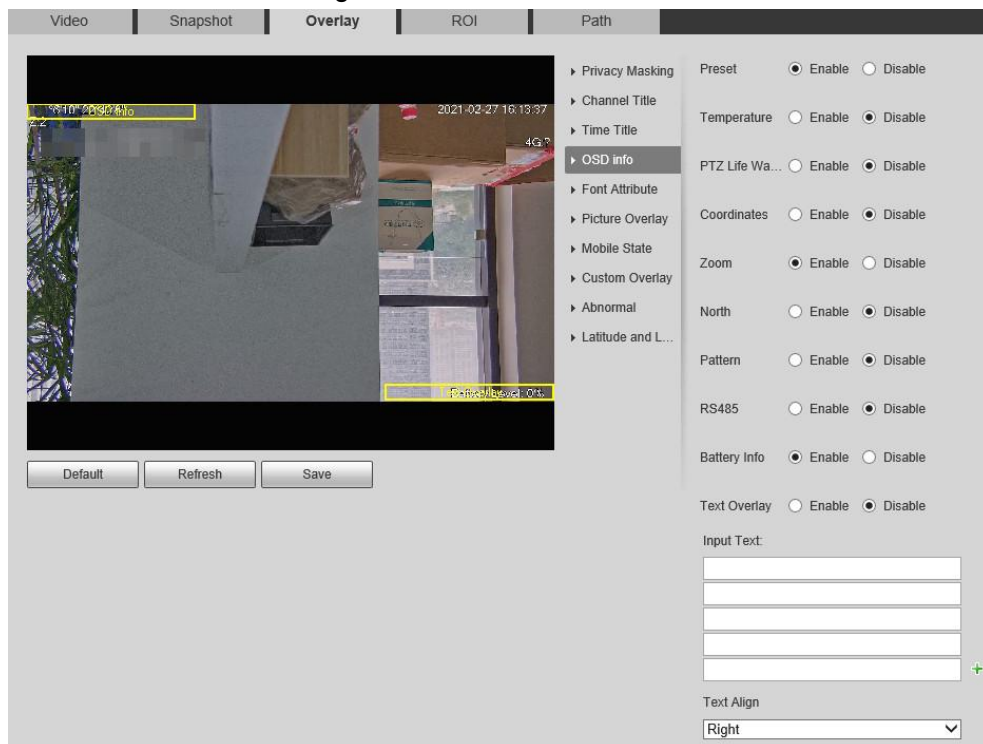 Video Snapshot Overlay ROI Path
OSD Info
2021-02-27 16:13:37
4G
Privacy Masking
Channel Title
Time Title
OSD info
Font Attribute
Picture Overlay
Mobile State
Custom Overlay
Abnormal
Latitude and L...
Preset Enable Disable
Temperature Enable Disable
PTZ Life Wa... Enable Disable
Coordinates Enable Disable
Zoom Enable Disable
North Enable Disable
Pattern Enable Disable
RS485 Enable Disable
Battery Info Enable Disable
Text Overlay Enable Disable
Input Text:
Text Align
Right
Default Refresh Save